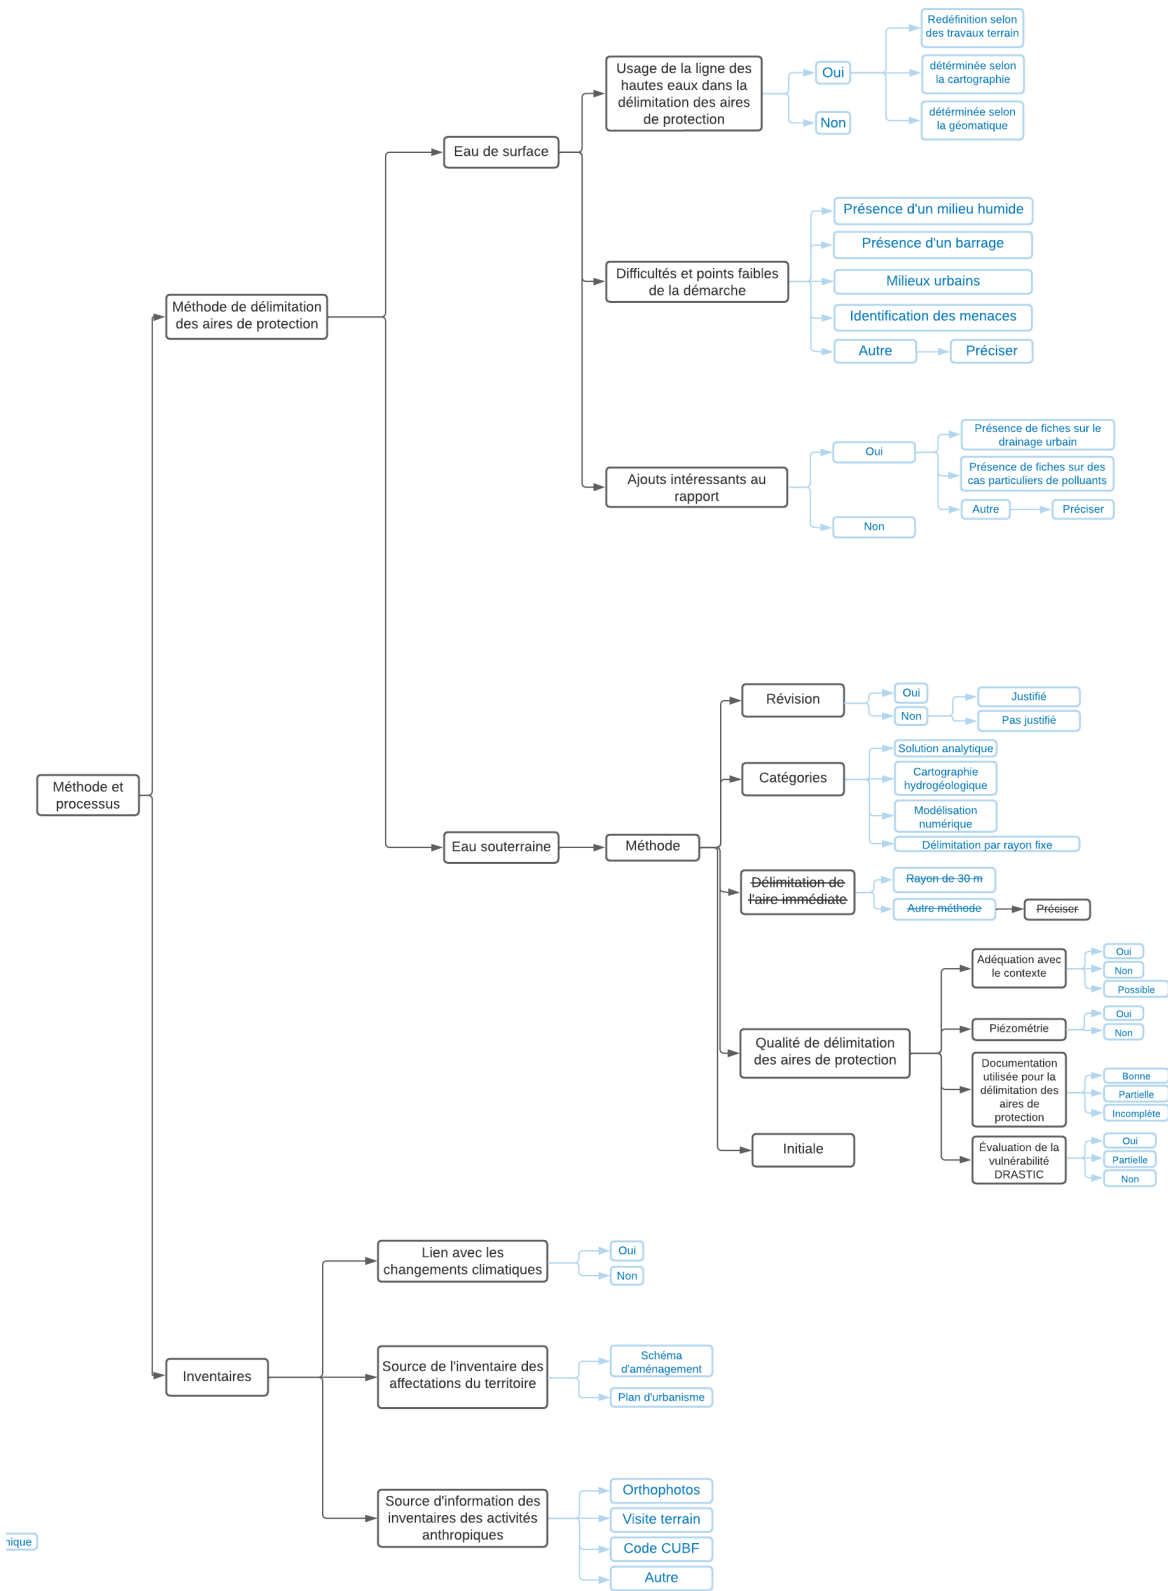 Redéfinition selon
des travaux terrain
Usage de la ligne des
hautes eaux dans la
délimitation des aires
de protection
Oui
détérminée selon
la cartographie
Non
détérminée selon
la géomatique
Eau de surface
Présence d'un milieu humide
Présence d'un barrage
Difficultés et points faibles
de la démarche
Milieux urbains
Identification des menaces
Autre
Préciser
Méthode de délimitation
des aires de protection
Présence de fiches sur le
drainage urbain
Oui
Présence de fiches sur des
cas particuliers de polluants
Ajouts intéressants au
rapport
Autre
Préciser
Non
Révision
Oui
Non
Justifié
Pas justifié
Catégories
Solution analytique
Cartographie
hydrogéologique
Modélisation
numérique
Délimitation par rayon fixe
Méthode et
processus
Eau souterraine
Méthode
Délimitation de
l'aire immédiate
Rayon de 30 m
Autre méthode
Préciser
Adéquation avec
le contexte
Oui
Non
Possible
Qualité de délimitation
des aires de protection
Piézométrie
Oui
Non
Documentation
utilisée pour la
délimitation des
aires de
protection
Bonne
Partielle
Incomplète
Évaluation de la
vulnérabilité
DRASTIC
Oui
Partielle
Non
Initiale
Lien avec les
changements climatiques
Oui
Non
Inventaires
Source de l'inventaire des
affectations du territoire
Schéma
d'aménagement
Plan d'urbanisme
Source d'information des
inventaires des activités
anthropiques
Orthophotos
Visite terrain
Code CUBF
Autre
nique